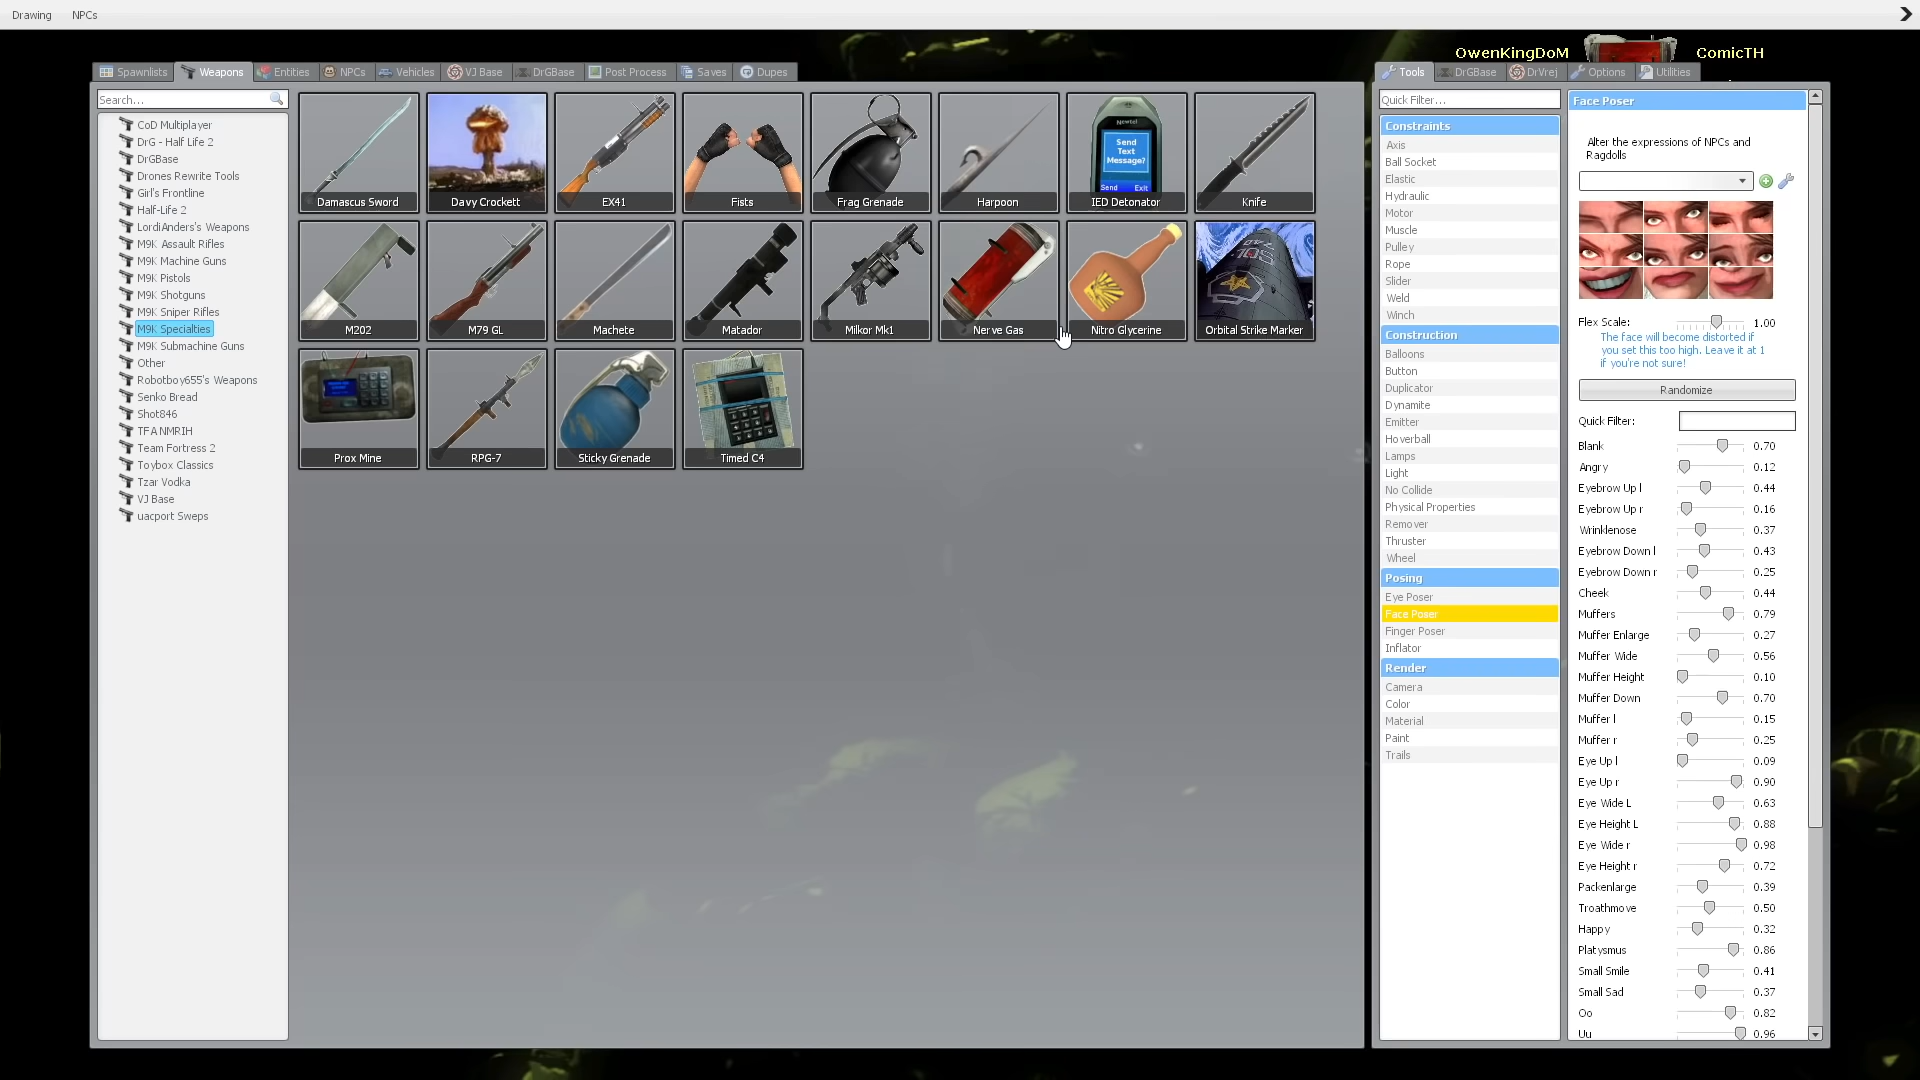 Drawing NPCs
OwenKingDoM ComicTH
Spawnlists Weapons Entities NPCs Vehicles VJ Base DrGBase Post Process Saves Dupes
Tools DrGBase DrVrej Options Utilities
Search...
CoD Multiplayer
DrG - Half Life 2
DrGBase
Drones Rewrite Tools
Girl's Frontline
Half-Life 2
LordiAnders's Weapons
M9K Assault Rifles
M9K Machine Guns
M9K Pistols
M9K Shotguns
M9K Sniper Rifles
M9K Specialties
M9K Submachine Guns
Other
Robotboy655's Weapons
Senko Bread
Shot846
TFA NMRIH
Team Fortress 2
Toybox Classics
Tzar Vodka
VJ Base
uacport Sweps
Newtel
Send
Text
Message?
Send Exit
Damascus Sword Davy Crockett EX41 Fists Frag Grenade Harpoon IED Detonator Knife
M202 M79 GL Machete Matador Milkor Mk1 Nerve Gas Nitro Glycerine Orbital Strike Marker
Prox Mine RPG-7 Sticky Grenade Timed C4
Quick Filter...
Constraints
Axis
Ball Socket
Elastic
Hydraulic
Motor
Muscle
Pulley
Rope
Slider
Weld
Winch
Construction
Balloons
Button
Duplicator
Dynamite
Emitter
Hoverball
Lamps
Light
No Collide
Physical Properties
Remover
Thruster
Wheel
Posing
Eye Poser
Face Poser
Finger Poser
Inflator
Render
Camera
Color
Material
Paint
Trails
Face Poser
Alter the expressions of NPCs and
Ragdolls
Flex Scale: 1.00
The face will become distorted if
you set this too high. Leave it at 1
if you're not sure!
Randomize
Quick Filter:
Blank 0.70
Angry 0.12
Eyebrow Up l 0.44
Eyebrow Up r 0.16
Wrinklenose 0.37
Eyebrow Down l 0.43
Eyebrow Down r 0.25
Cheek 0.44
Muffers 0.79
Muffer Enlarge 0.27
Muffer Wide 0.56
Muffer Height 0.10
Muffer Down 0.70
Muffer l 0.15
Muffer r 0.25
Eye Up l 0.09
Eye Up r 0.90
Eye Wide L 0.63
Eye Height L 0.88
Eye Wide r 0.98
Eye Height r 0.72
Packenlarge 0.39
Troathmove 0.50
Happy 0.32
Platysmus 0.86
Small Smile 0.41
Small Sad 0.37
Oo 0.82
Uu 0.96